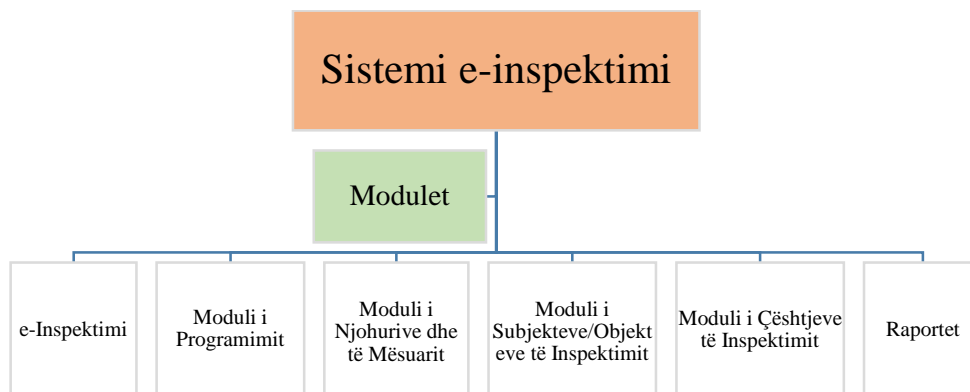 Sistemi e-inspektimi
Modulet
e-Inspektimi
Moduli i
Programimit
Moduli i
Njohurive dhe
të Mësuarit
Moduli i
Subjekteve/Objekt
eve të Inspektimit
Moduli i Çështjeve
të Inspektimit
Raportet